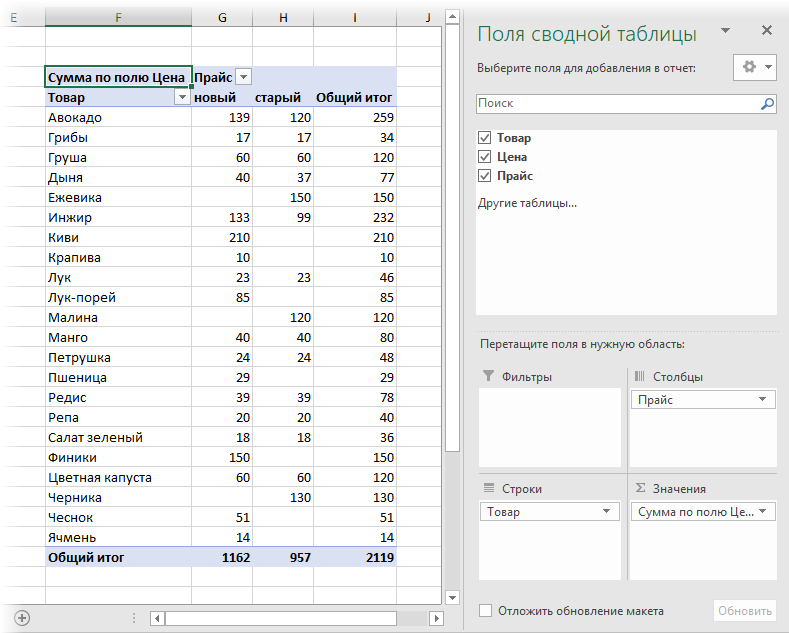 E F G H I J
Сумма по полю Цена Прайс
Товар новый старый Общий итог
Авокадо 139 120 259
Грибы 17 17 34
Груша 60 60 120
Дыня 40 37 77
Ежевика 150 150
Инжир 133 99 232
Киви 210 210
Крапива 10 10
Лук 23 23 46
Лук-порей 85 85
Малина 120 120
Манго 40 40 80
Петрушка 24 24 48
Пшеница 29 29
Редис 39 39 78
Репа 20 20 40
Салат зеленый 18 18 36
Финики 150 150
Цветная капуста 60 60 120
Черника 130 130
Чеснок 51 51
Ячмень 14 14
Общий итог 1162 957 2119
Поля сводной таблицы
Выберите поля для добавления в отчет:
Поиск
Товар
Цена
Прайс
Другие таблицы...
Перетащите поля в нужную область:
Фильтры
Столбцы
Прайс
Строки
Товар
Σ Значения
Сумма по полю Це...
Отложить обновление макета
Обновить